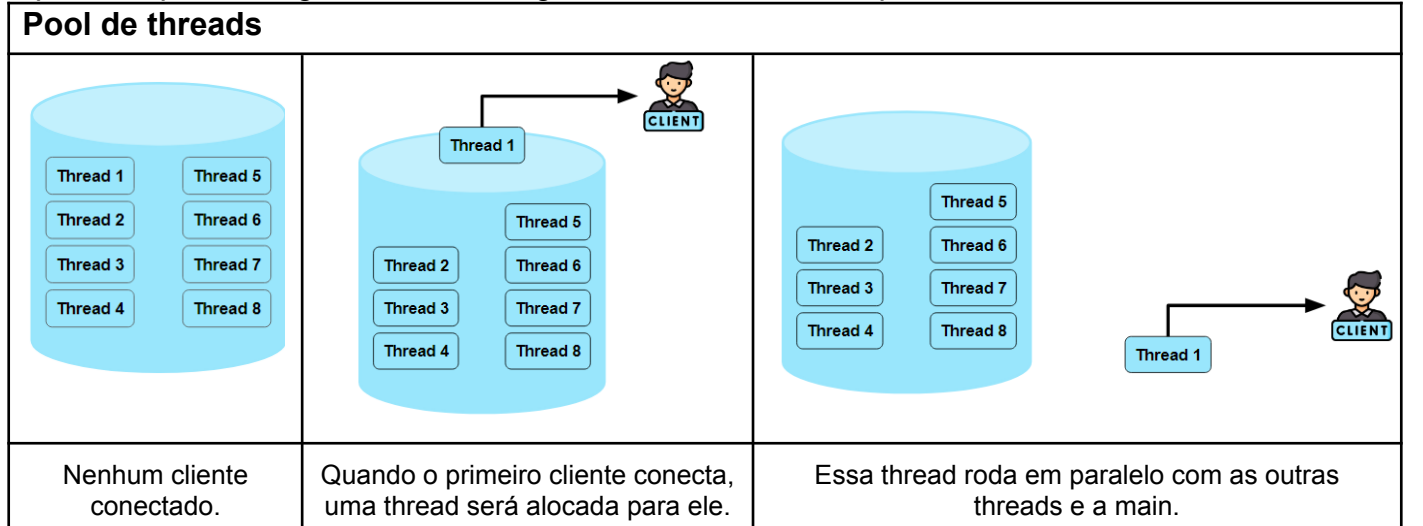 Pool de threads
Thread 1
Thread 5
Thread 2
Thread 6
Thread 3
Thread 7
Thread 4
Thread 8
CLIENT
Thread 1
Thread 5
Thread 2
Thread 6
Thread 3
Thread 7
Thread 4
Thread 8
Thread 5
Thread 2
Thread 6
Thread 3
Thread 7
Thread 4
Thread 8
CLIENT
Thread 1
Nenhum cliente
conectado.
Quando o primeiro cliente conecta,
uma thread será alocada para ele.
Essa thread roda em paralelo com as outras
threads e a main.